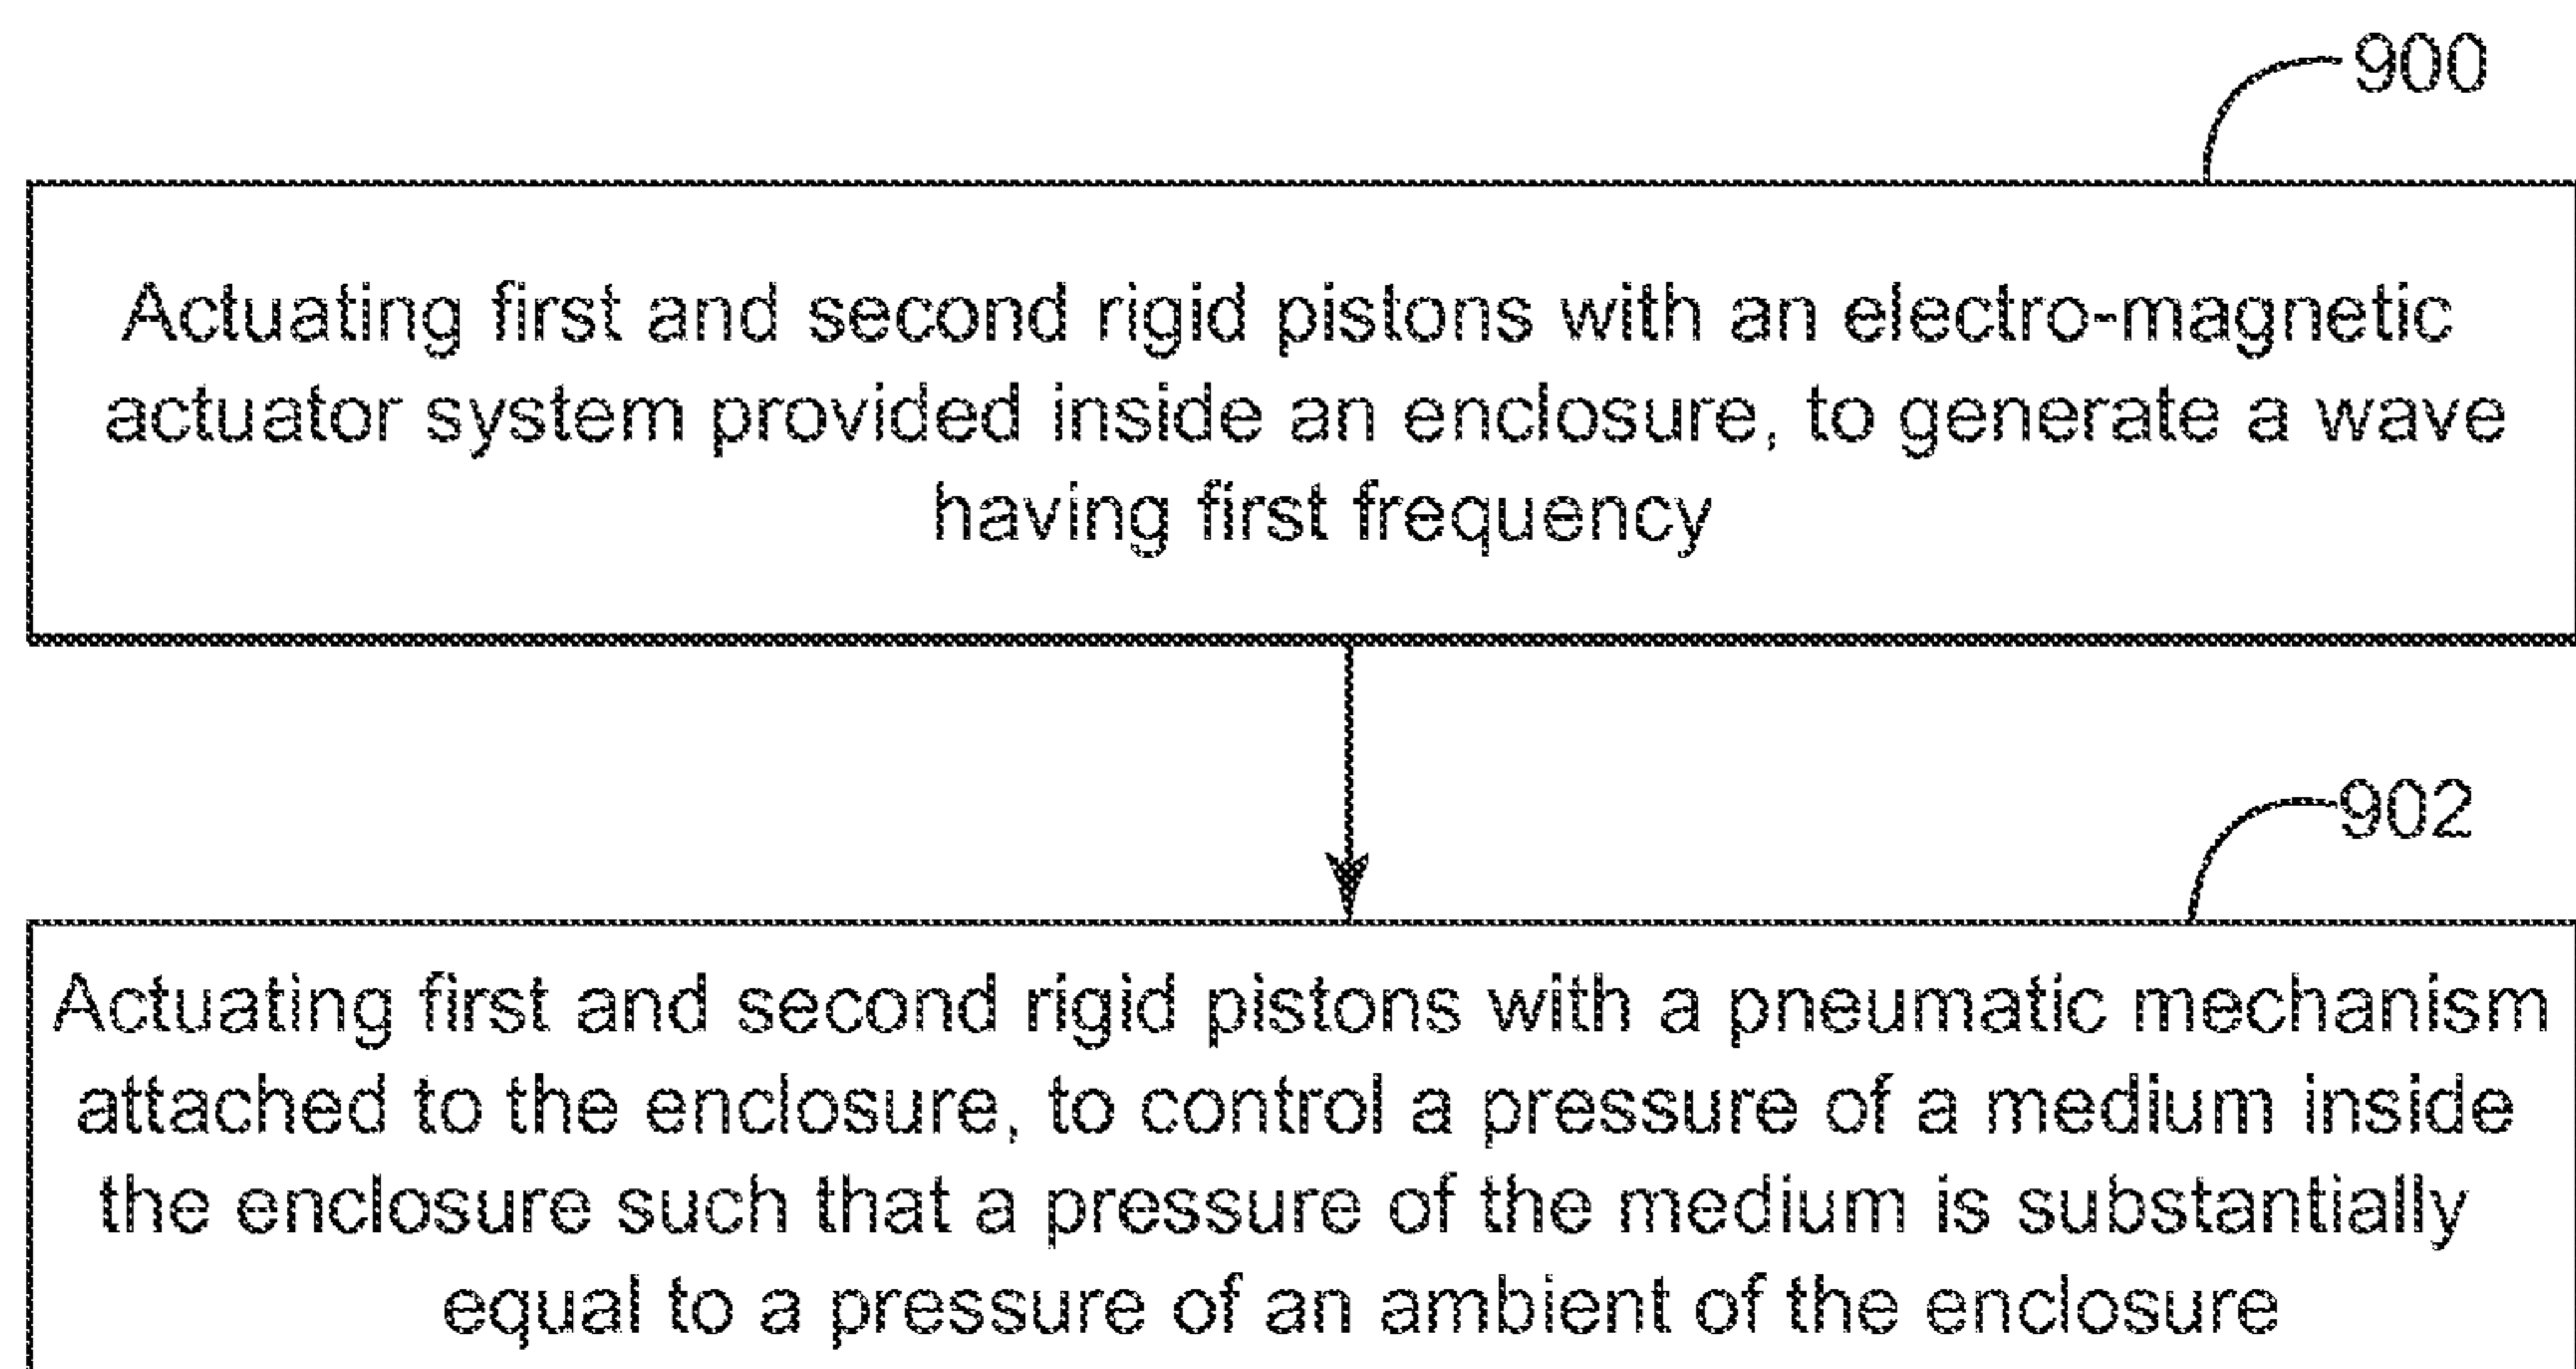 900
Actuating first and second rigid pistons with an electro-magnetic
actuator system provided inside an enclosure, to generate a wave
having first frequency
902
Actuating first and second rigid pistons with a pneumatic mechanism
attached to the enclosure, to control a pressure of a medium inside
the enclosure such that a pressure of the medium is substantially
equal to a pressure of an ambient of the enclosure